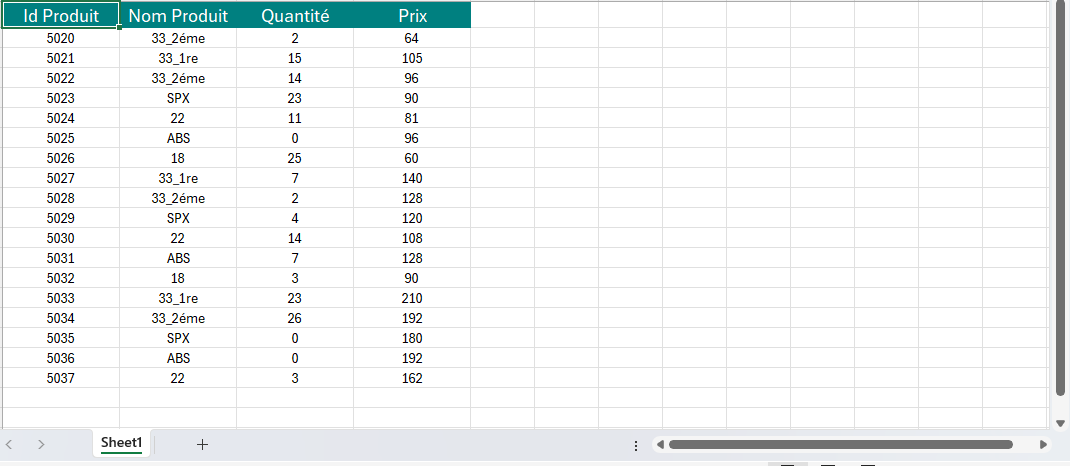 Id Produit Nom Produit Quantité Prix
5020 33_2éme 2 64
5021 33_1re 15 105
5022 33_2éme 14 96
5023 SPX 23 90
5024 22 11 81
5025 ABS 0 96
5026 18 25 60
5027 33_1re 7 140
5028 33_2éme 2 128
5029 SPX 4 120
5030 22 14 108
5031 ABS 7 128
5032 18 3 90
5033 33_1re 23 210
5034 33_2éme 26 192
5035 SPX 0 180
5036 ABS 0 192
5037 22 3 162
Sheet1